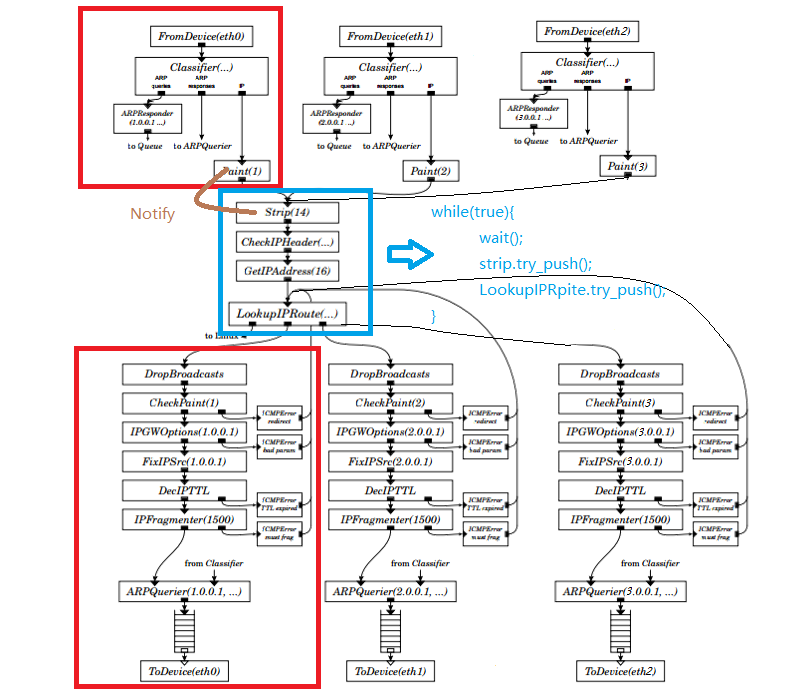 FromDevice(eth0)
FromDevice(eth1)
FromDevice(eth2)
Classifier(...)
Classifier(...)
Classifier(...)
ARP queries
ARP responses
IP
ARP queries
ARP responses
IP
ARP queries
ARP responses
IP
ARPResponder
(1.0.0.1 ...)
ARPResponder
(2.0.0.1 ...)
ARPResponder
(3.0.0.1 ..)
to Queue
to ARPQuerier
to Queue
to ARPQuerier
to Queue
to ARPQuerier
Paint(1)
Paint(2)
Paint(3)
Notify
Strip(14)
CheckIPHeader(...)
GetIPAddress(16)
LookupIPRoute(...)
to Linux
while(true){
wait();
strip.try_push();
LookupIPRpite.try_push();
}
DropBroadcasts
CheckPaint(1)
ICMPError
redirect
IPGWOptions(1.0.0.1)
ICMPError
bad param
FixIPSrc(1.0.0.1)
DecIPTTL
ICMPError
TTL expired
IPFragmenter(1500)
ICMPError
must frag
from Classifier
ARPQuerier(1.0.0.1, ...)
ToDevice(eth0)
DropBroadcasts
CheckPaint(2)
ICMPError
redirect
IPGWOptions(2.0.0.1)
ICMPError
bad param
FixIPSrc(2.0.0.1)
DecIPTTL
ICMPError
TTL expired
IPFragmenter(1500)
ICMPError
must frag
from Classifier
ARPQuerier(2.0.0.1, ...)
ToDevice(eth1)
DropBroadcasts
CheckPaint(3)
ICMPError
redirect
IPGWOptions(3.0.0.1)
ICMPError
bad param
FixIPSrc(3.0.0.1)
DecIPTTL
ICMPError
TTL expired
IPFragmenter(1500)
ICMPError
must frag
from Classifier
ARPQuerier(3.0.0.1, ...)
ToDevice(eth2)